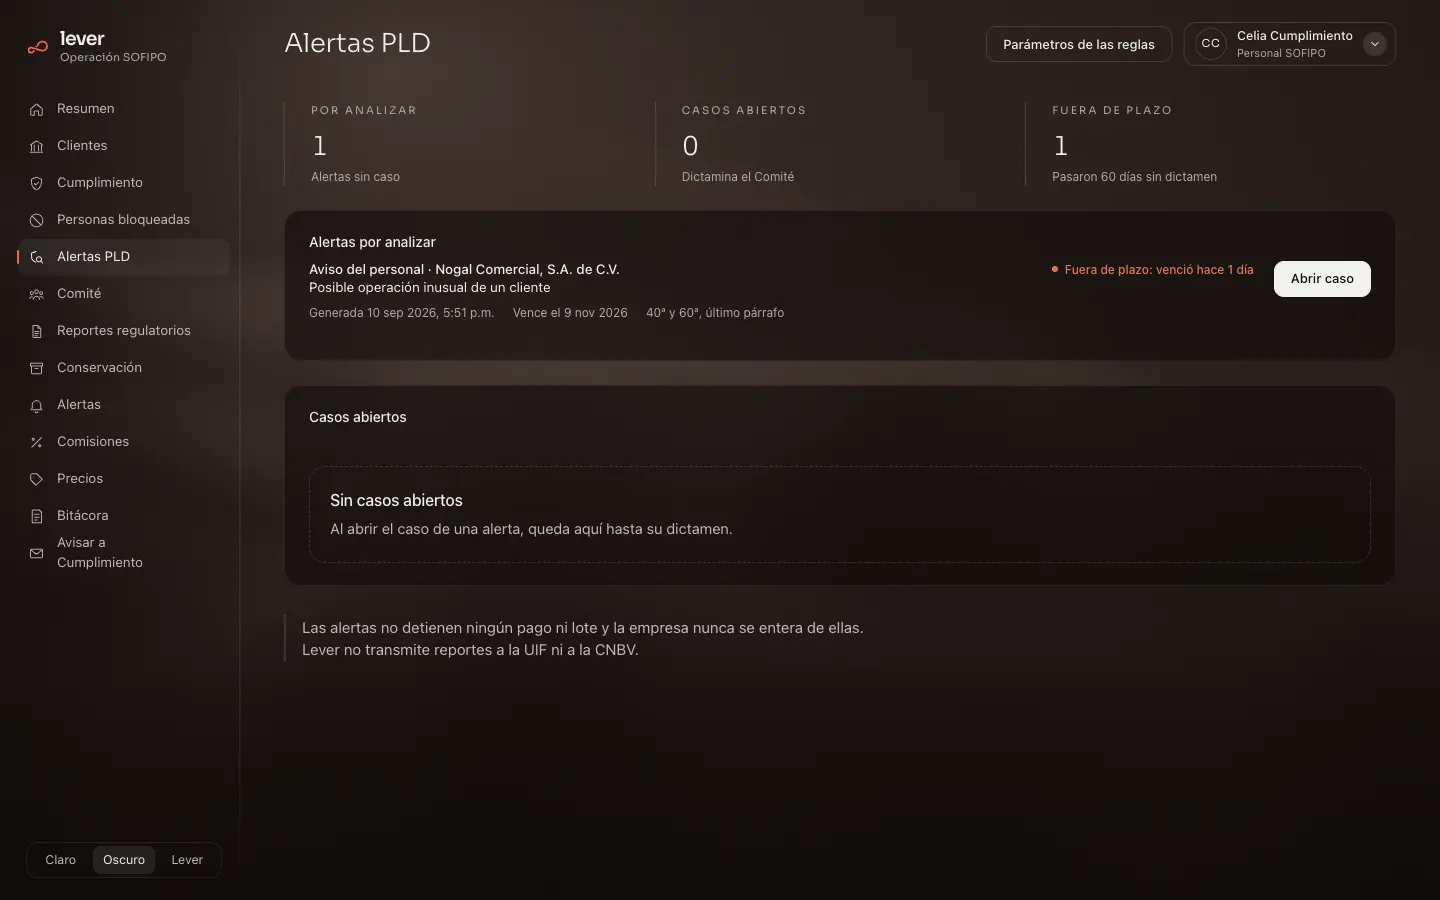 lever
Operación SOFIPO
Resumen
Clientes
Cumplimiento
Personas bloqueadas
Alertas PLD
Comité
Reportes regulatorios
Conservación
Alertas
Comisiones
Precios
Bitácora
Avisar a
Cumplimiento
Claro
Oscuro
Lever
Alertas PLD
Parámetros de las reglas
CC
Celia Cumplimiento
Personal SOFIPO
POR ANALIZAR
1
Alertas sin caso
CASOS ABIERTOS
0
Dictamina el Comité
FUERA DE PLAZO
1
Pasaron 60 días sin dictamen
Alertas por analizar
Aviso del personal · Nogal Comercial, S.A. de C.V.
Posible operación inusual de un cliente
Generada 10 sep 2026, 5:51 p.m. Vence el 9 nov 2026 40ª y 60ª, último párrafo
Fuera de plazo: venció hace 1 día
Abrir caso
Casos abiertos
Sin casos abiertos
Al abrir el caso de una alerta, queda aquí hasta su dictamen.
Las alertas no detienen ningún pago ni lote y la empresa nunca se entera de ellas.
Lever no transmite reportes a la UIF ni a la CNBV.